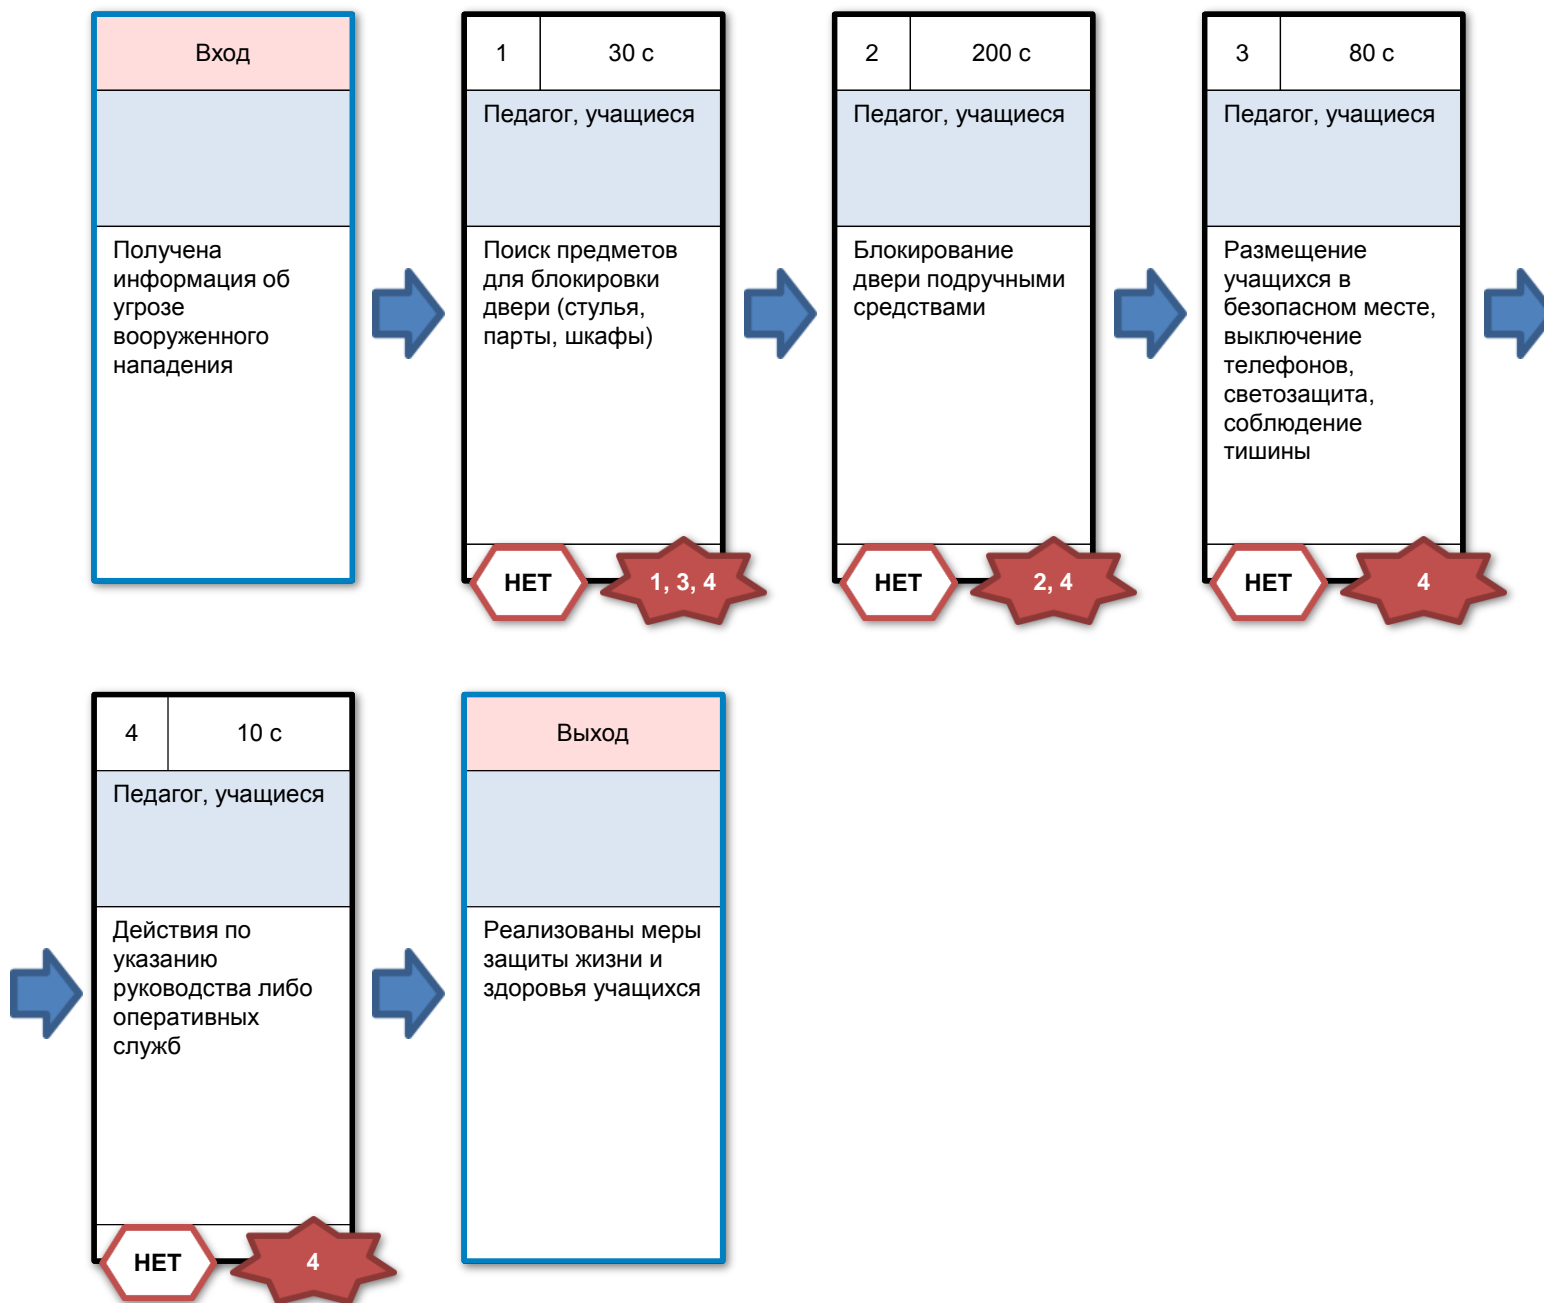 Вход
Получена
информация об
угрозе
вооруженного
нападения
1
30 с
Педагог, учащиеся
Поиск предметов
для блокировки
двери (стулья,
парты, шкафы)
НЕТ
1, 3, 4
2
200 с
Педагог, учащиеся
Блокирование
двери подручными
средствами
НЕТ
2, 4
3
80 с
Педагог, учащиеся
Размещение
учащихся в
безопасном месте,
выключение
телефонов,
светозащита,
соблюдение
тишины
НЕТ
4
4
10 с
Педагог, учащиеся
Действия по
указанию
руководства либо
оперативных
служб
НЕТ
4
Выход
Реализованы меры
защиты жизни и
здоровья учащихся